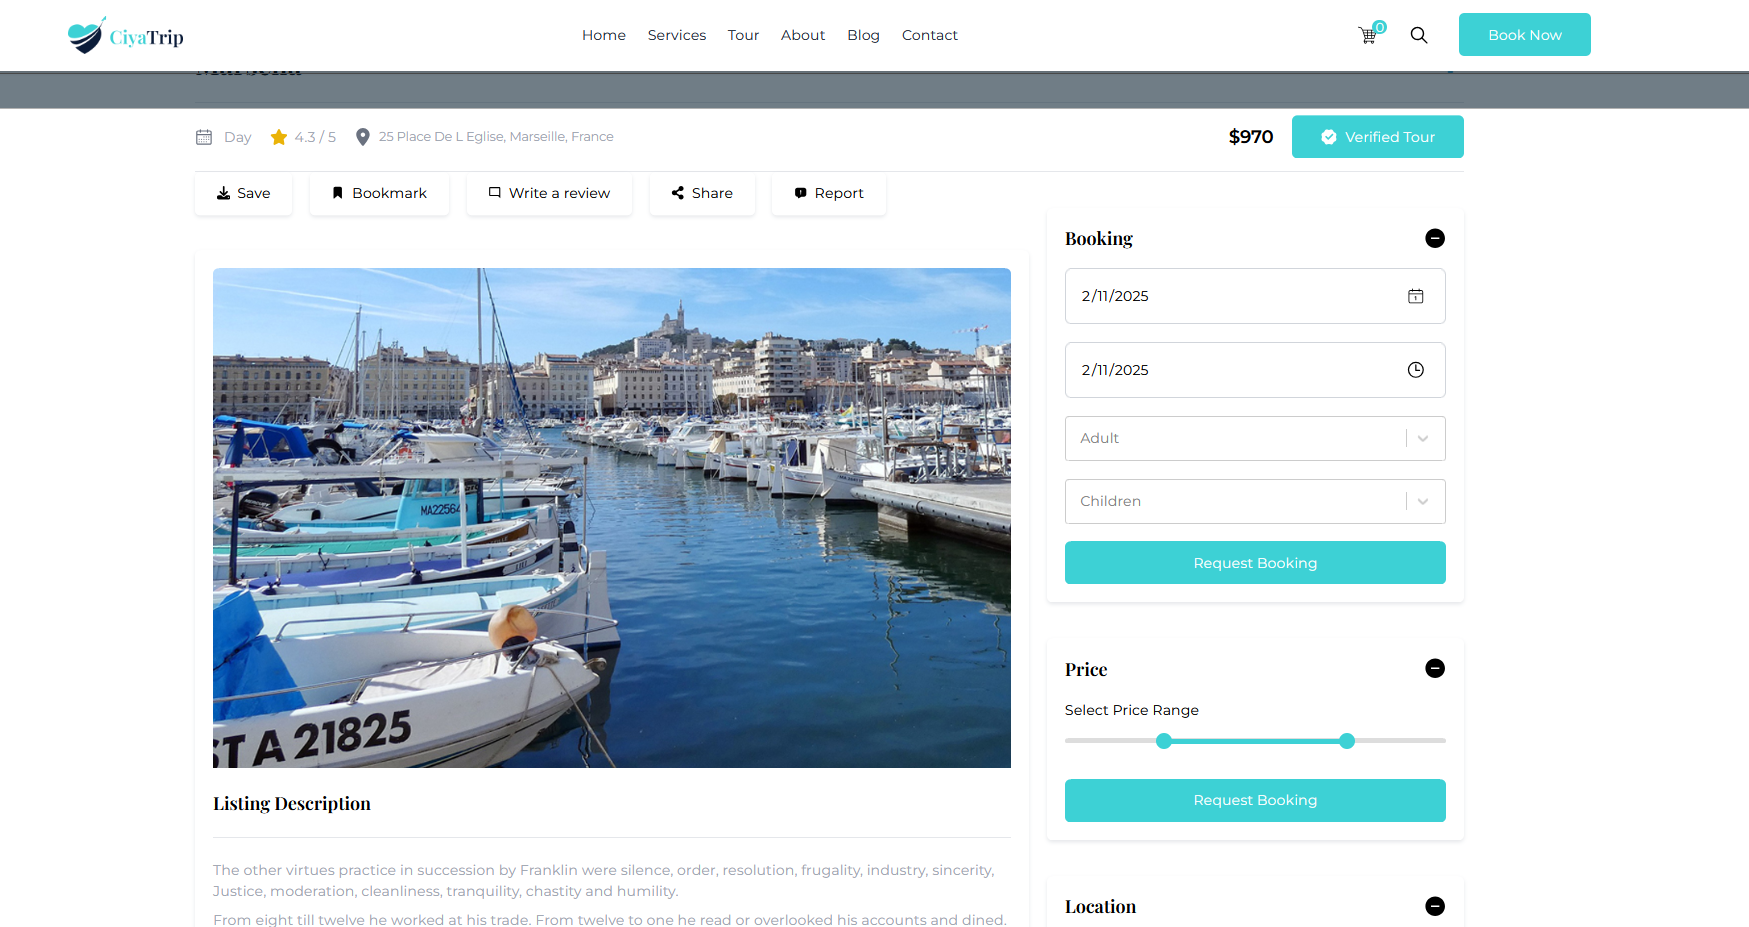 CiyaTrip
Home Services Tour About Blog Contact
0
Book Now
Day 4.3 / 5 25 Place De L Eglise, Marseille, France
$970
Verified Tour
Save Bookmark Write a review Share Report
MA22564
STA 21825
Listing Description
The other virtues practice in succession by Franklin were silence, order, resolution, frugality, industry, sincerity,
Justice, moderation, cleanliness, tranquility, chastity and humility.
From eight till twelve he worked at his trade. From twelve to one he read or overlooked his accounts and dined.
Booking
2/11/2025
2/11/2025
Adult
Children
Request Booking
Price
Select Price Range
Request Booking
Location